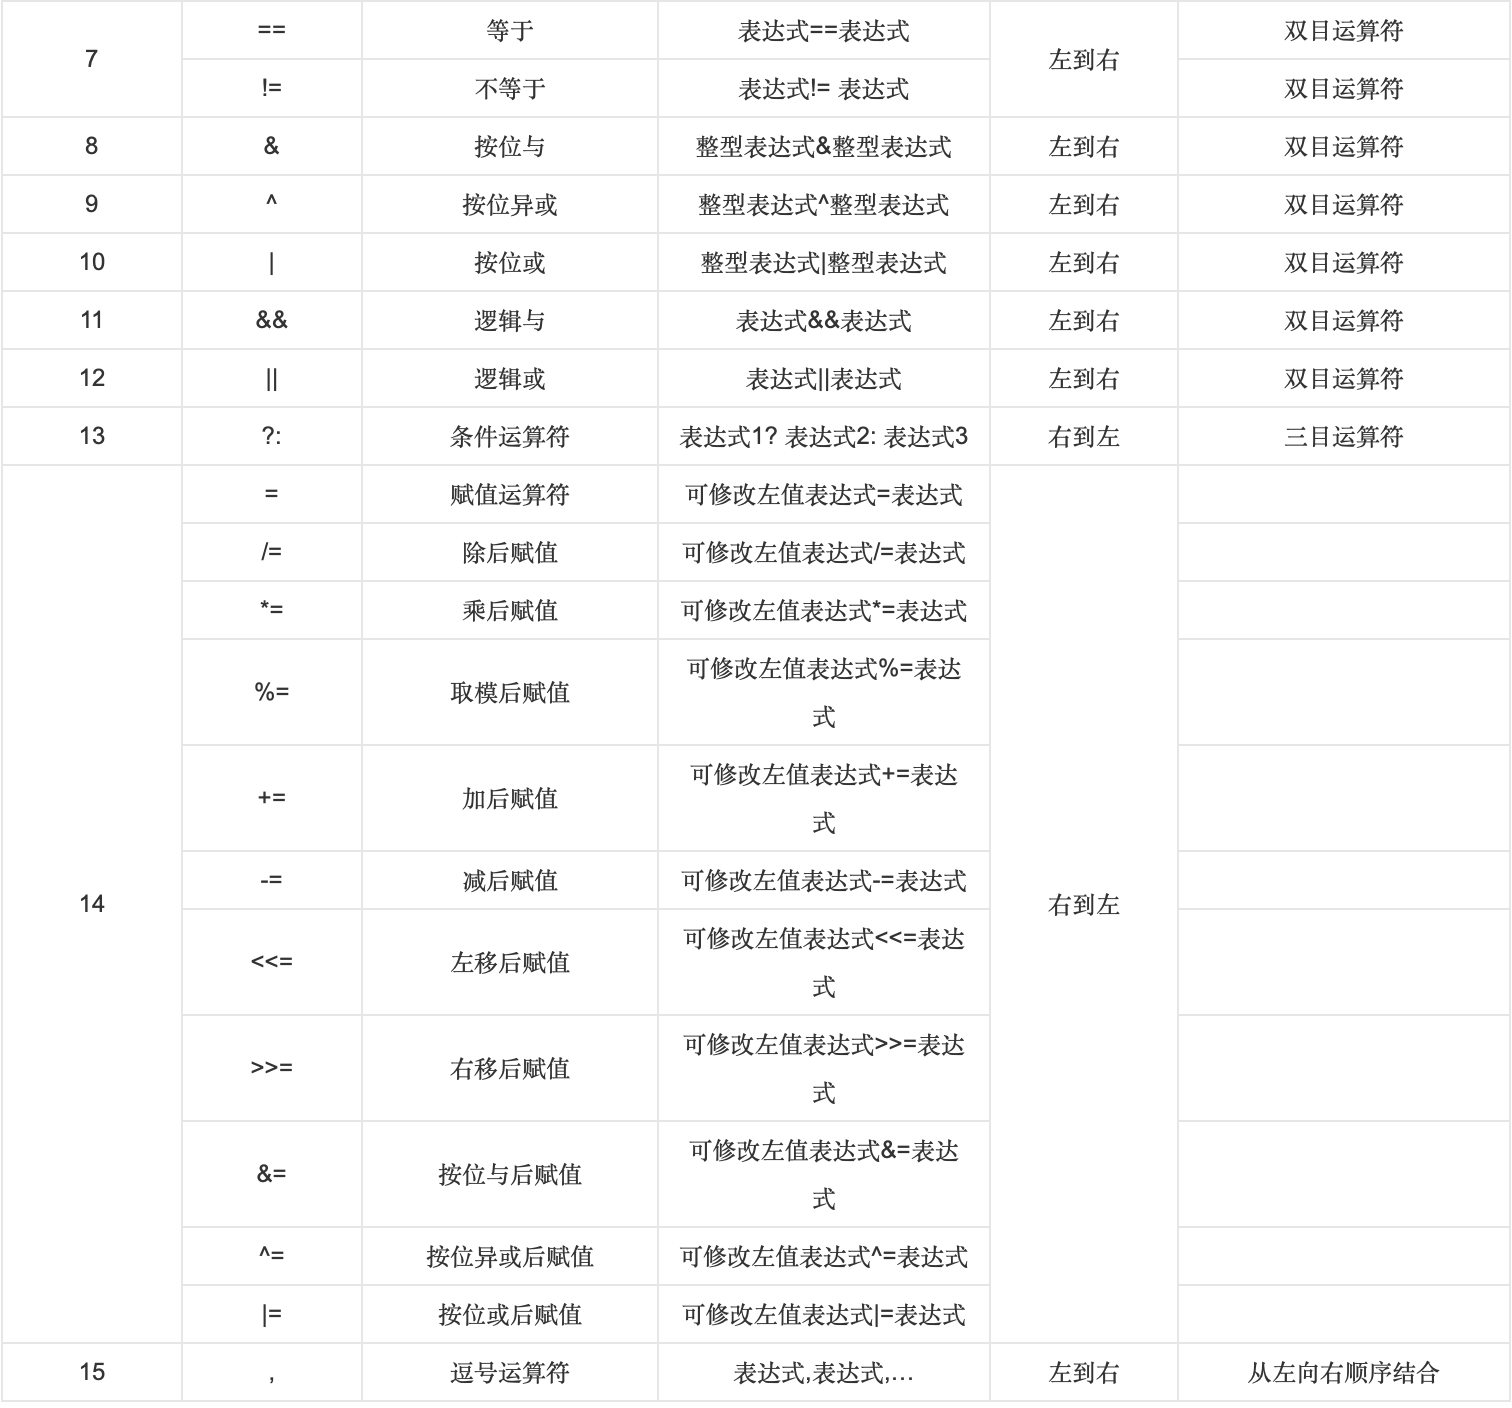 7 == 等于 表达式==表达式 左到右 双目运算符
!= 不等于 表达式!= 表达式 双目运算符
8 & 按位与 整型表达式&整型表达式 左到右 双目运算符
9 ^ 按位异或 整型表达式^整型表达式 左到右 双目运算符
10 | 按位或 整型表达式|整型表达式 左到右 双目运算符
11 && 逻辑与 表达式&&表达式 左到右 双目运算符
12 || 逻辑或 表达式||表达式 左到右 双目运算符
13 ?: 条件运算符 表达式1? 表达式2: 表达式3 右到左 三目运算符
14 = 赋值运算符 可修改左值表达式=表达式 右到左
/= 除后赋值 可修改左值表达式/=表达式
*= 乘后赋值 可修改左值表达式*=表达式
%= 取模后赋值 可修改左值表达式%=表达
式
+= 加后赋值 可修改左值表达式+=表达
式
-= 减后赋值 可修改左值表达式-=表达式
<<= 左移后赋值 可修改左值表达式<<=表达
式
>>= 右移后赋值 可修改左值表达式>>=表达
式
&= 按位与后赋值 可修改左值表达式&=表达
式
^= 按位异或后赋值 可修改左值表达式^=表达式
|= 按位或后赋值 可修改左值表达式|=表达式
15 , 逗号运算符 表达式,表达式,… 左到右 从左向右顺序结合